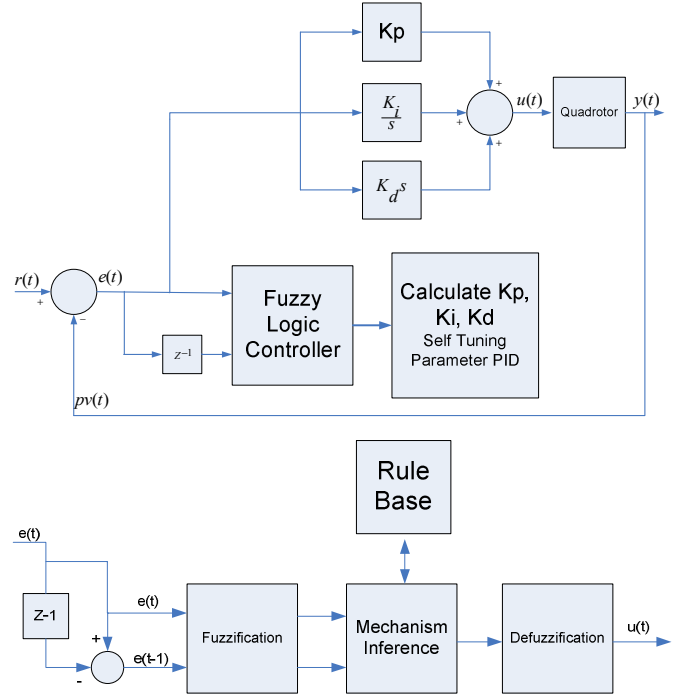 Kp
K_i
s
K_d s
+
+
+
u(t)
Quadrotor
y(t)
r(t)
+
−
e(t)
Fuzzy
Logic
Controller
z⁻¹
Calculate Kp,
Ki, Kd
Self Tuning
Parameter PID
pv(t)
Rule
Base
e(t)
Z-1
+
-
e(t)
e(t-1)
Fuzzification
Mechanism
Inference
Defuzzification
u(t)